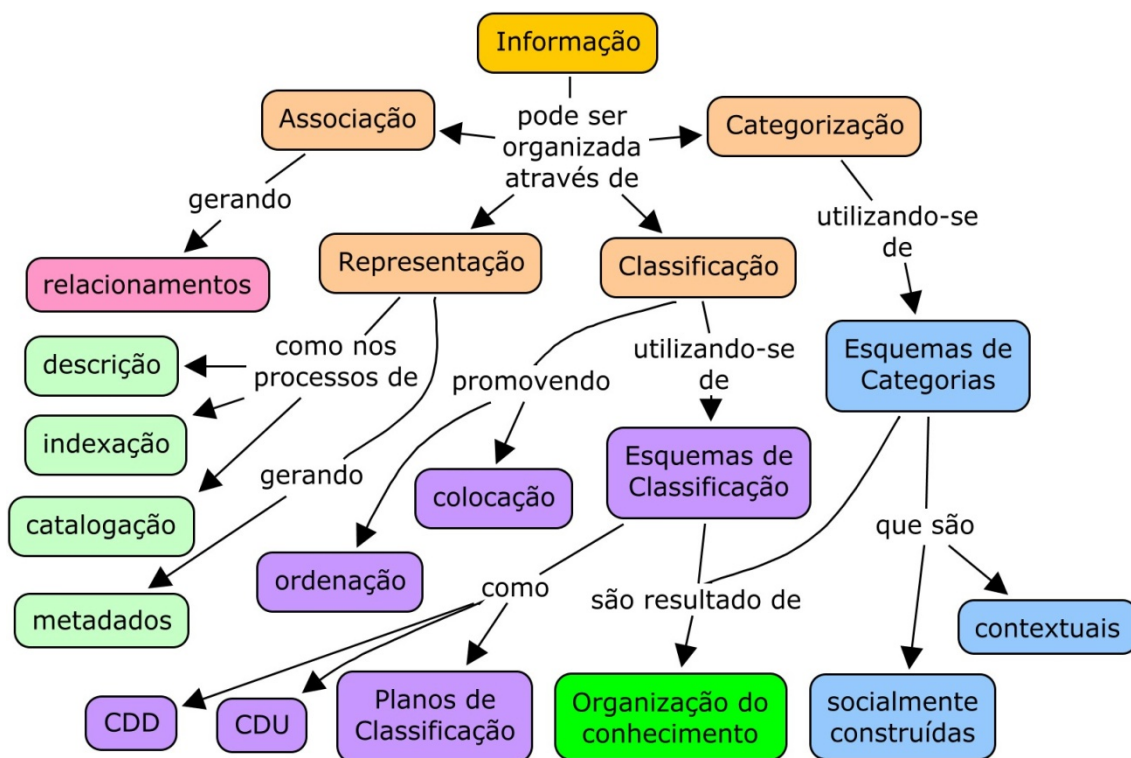 Informação
Associação
pode ser
organizada
através de
Categorização
gerando
utilizando-se
de
Representação
Classificação
relacionamentos
descrição
como nos
processos de
utilizando-se
de
Esquemas de
Categorias
promovendo
indexação
gerando
colocação
Esquemas de
Classificação
catalogação
que são
ordenação
como
são resultado de
metadados
contextuais
CDD
CDU
Planos de
Classificação
Organização do
conhecimento
socialmente
construídas